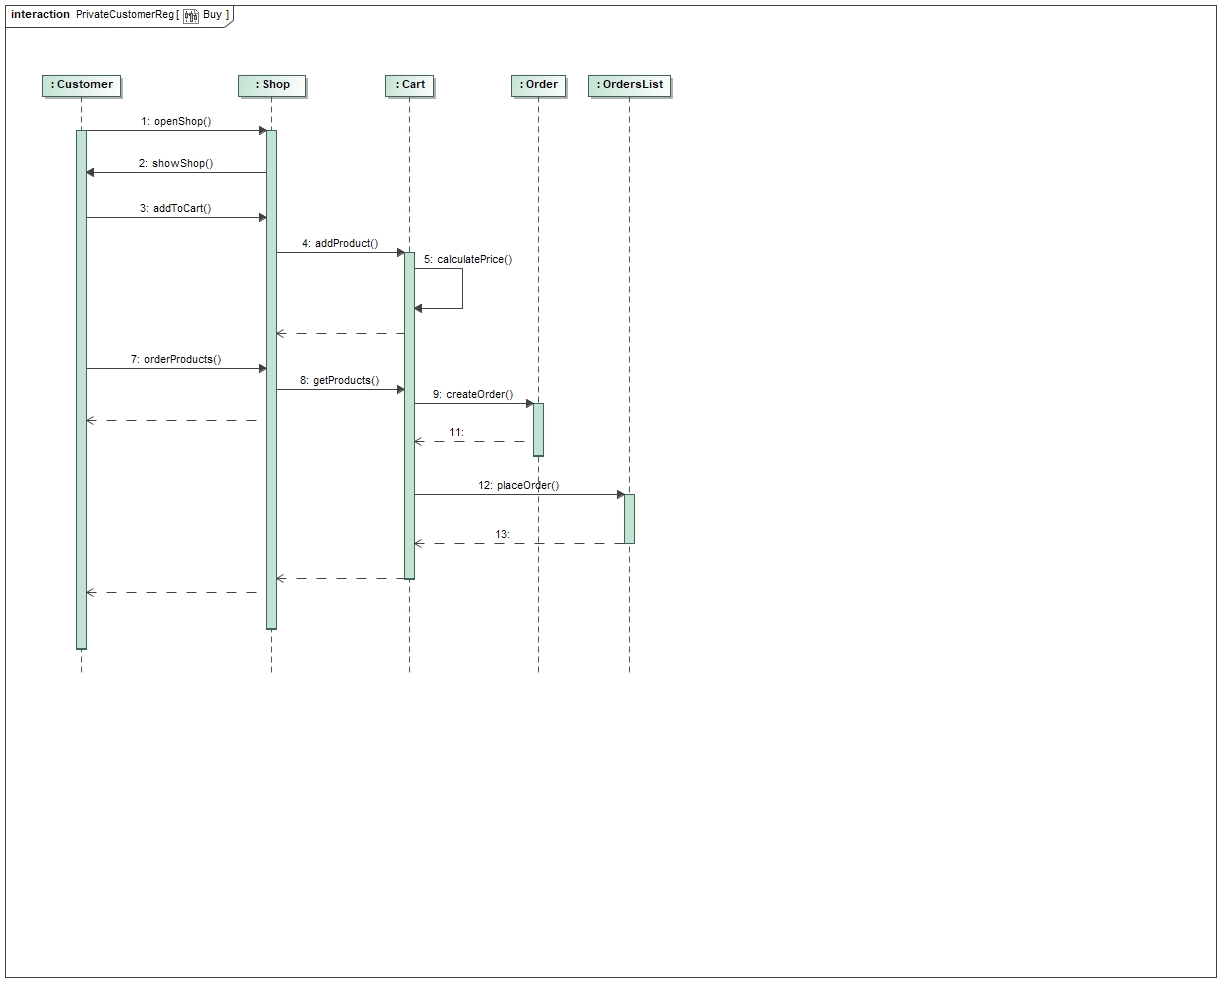 interaction PrivateCustomerReg[ Buy ]
: Customer
: Shop
: Cart
: Order
: OrdersList
1: openShop()
2: showShop()
3: addToCart()
4: addProduct()
5: calculatePrice()
7: orderProducts()
8: getProducts()
9: createOrder()
11:
12: placeOrder()
13: